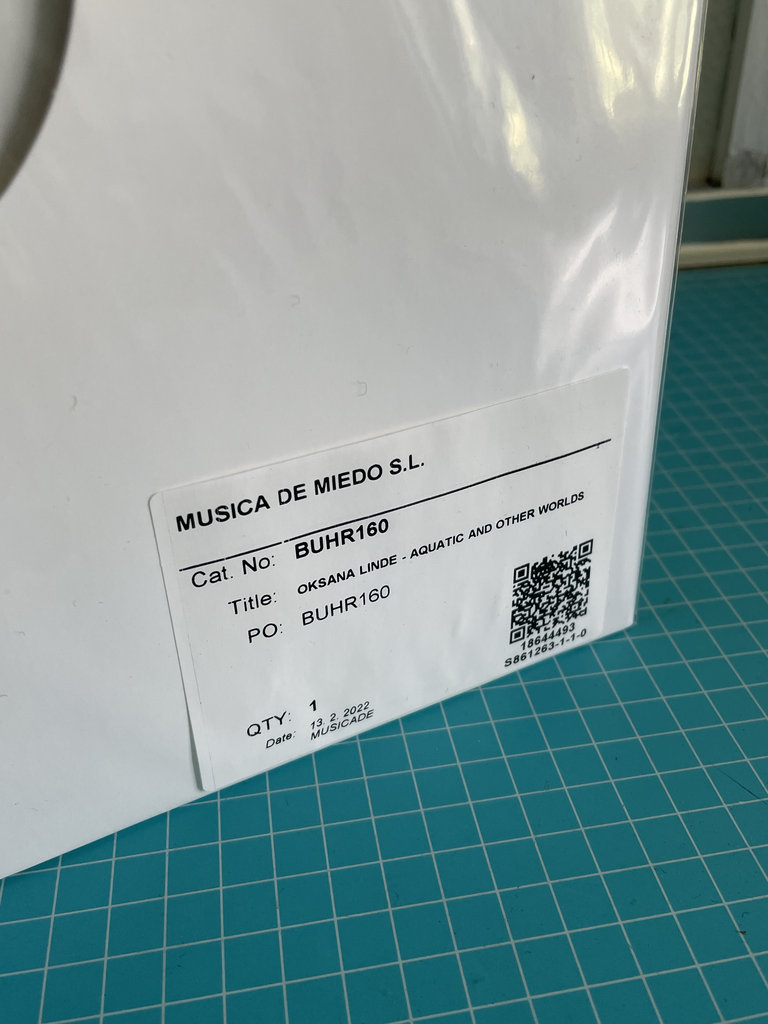 MUSICA DE MIEDO S.L.
Cat. No: BUHR160
Title: OKSANA LINDE - AQUATIC AND OTHER WORLDS
PO: BUHR160
18644493
S861263-1-1-0
QTY: 1
Date: 13. 2. 2022
MUSICADE